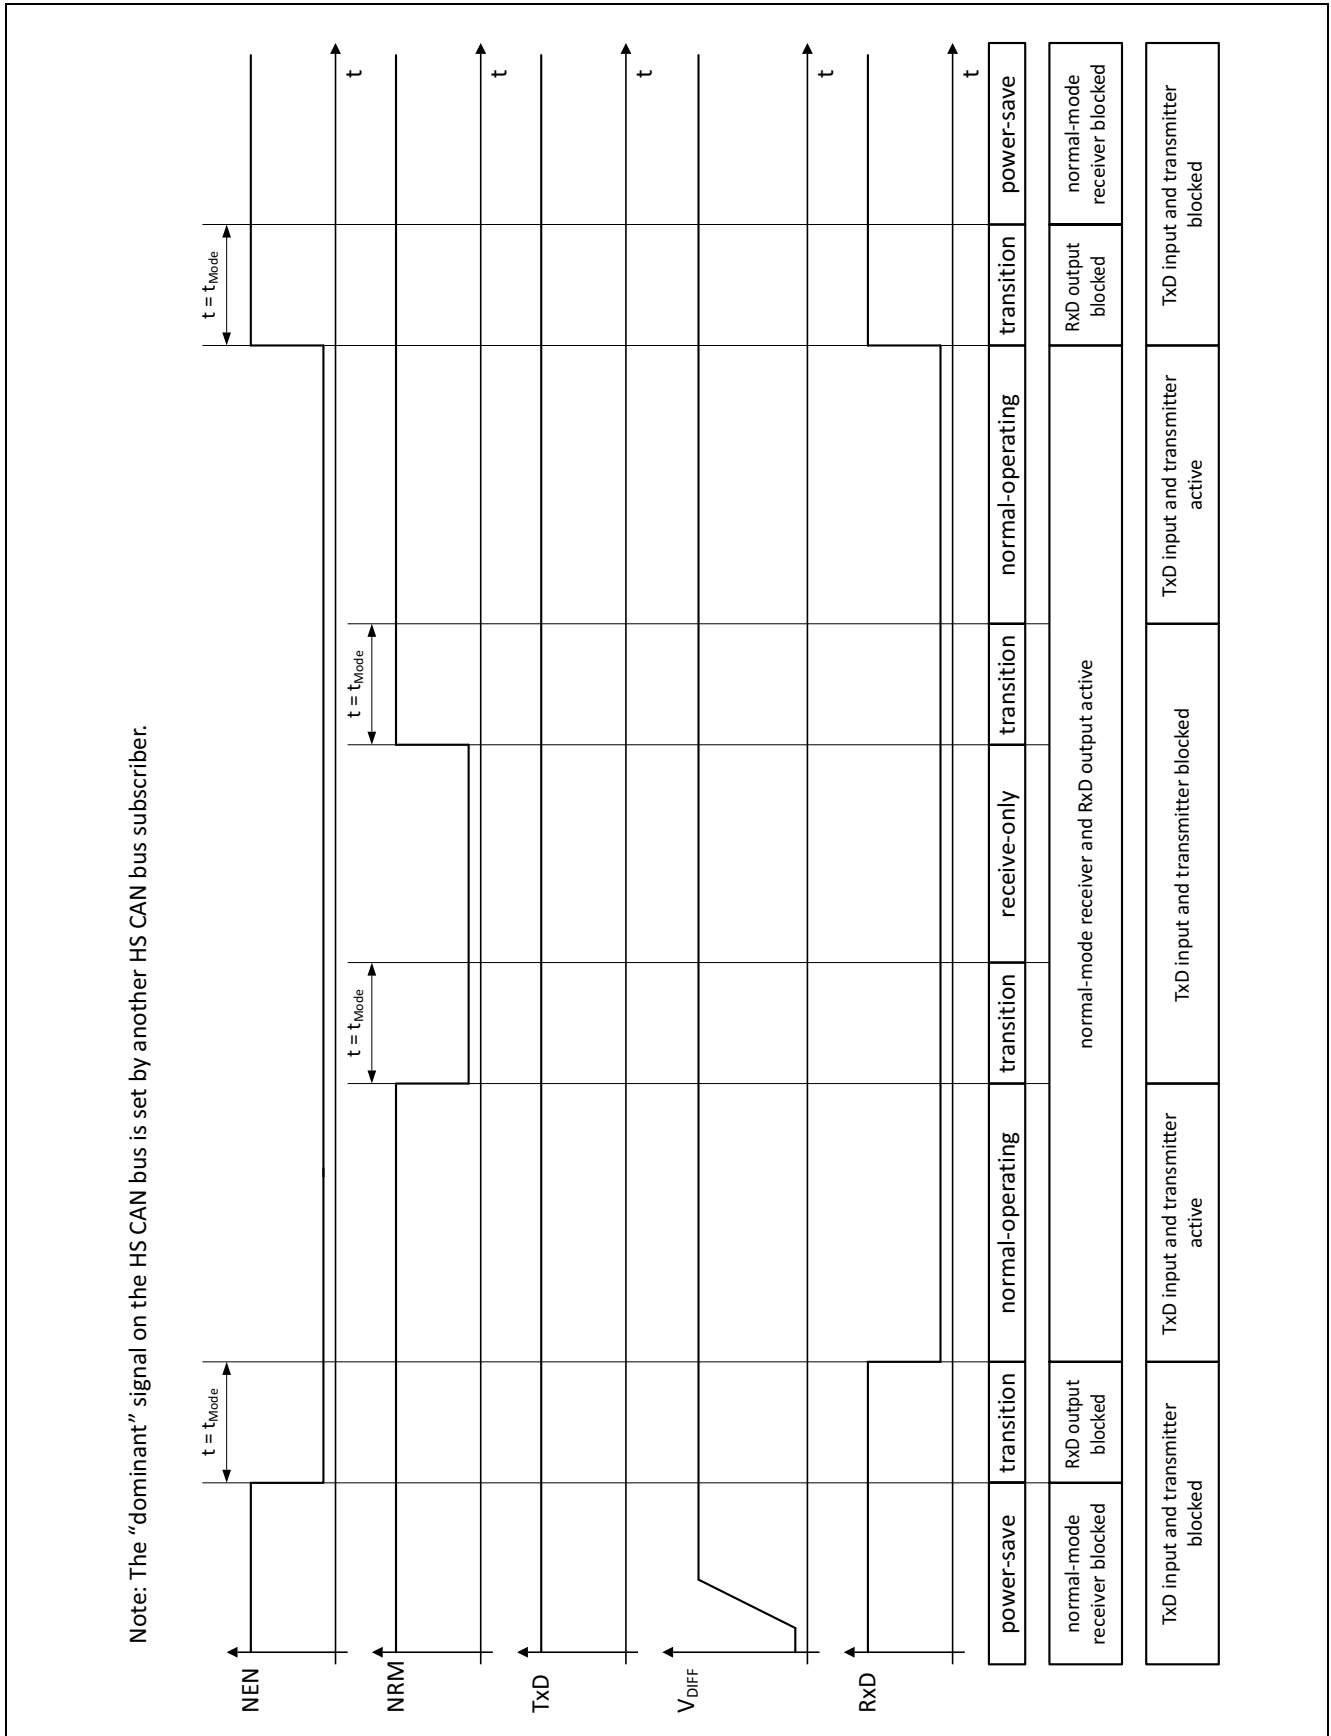 Note: The “dominant” signal on the HS CAN bus is set by another HS CAN bus subscriber.
t = tMode
t = tMode
NEN
t
t = tMode
t = tMode
NRM
t
TxD
t
VDIFF
t
RxD
t
power-save
transition
normal-operating
transition
receive-only
transition
normal-operating
transition
power-save
normal-mode
receiver blocked
RxD output
blocked
normal-mode receiver and RxD output active
RxD output
blocked
normal-mode
receiver blocked
TxD input and transmitter
blocked
TxD input and transmitter
active
TxD input and transmitter blocked
TxD input and transmitter
active
TxD input and transmitter
blocked